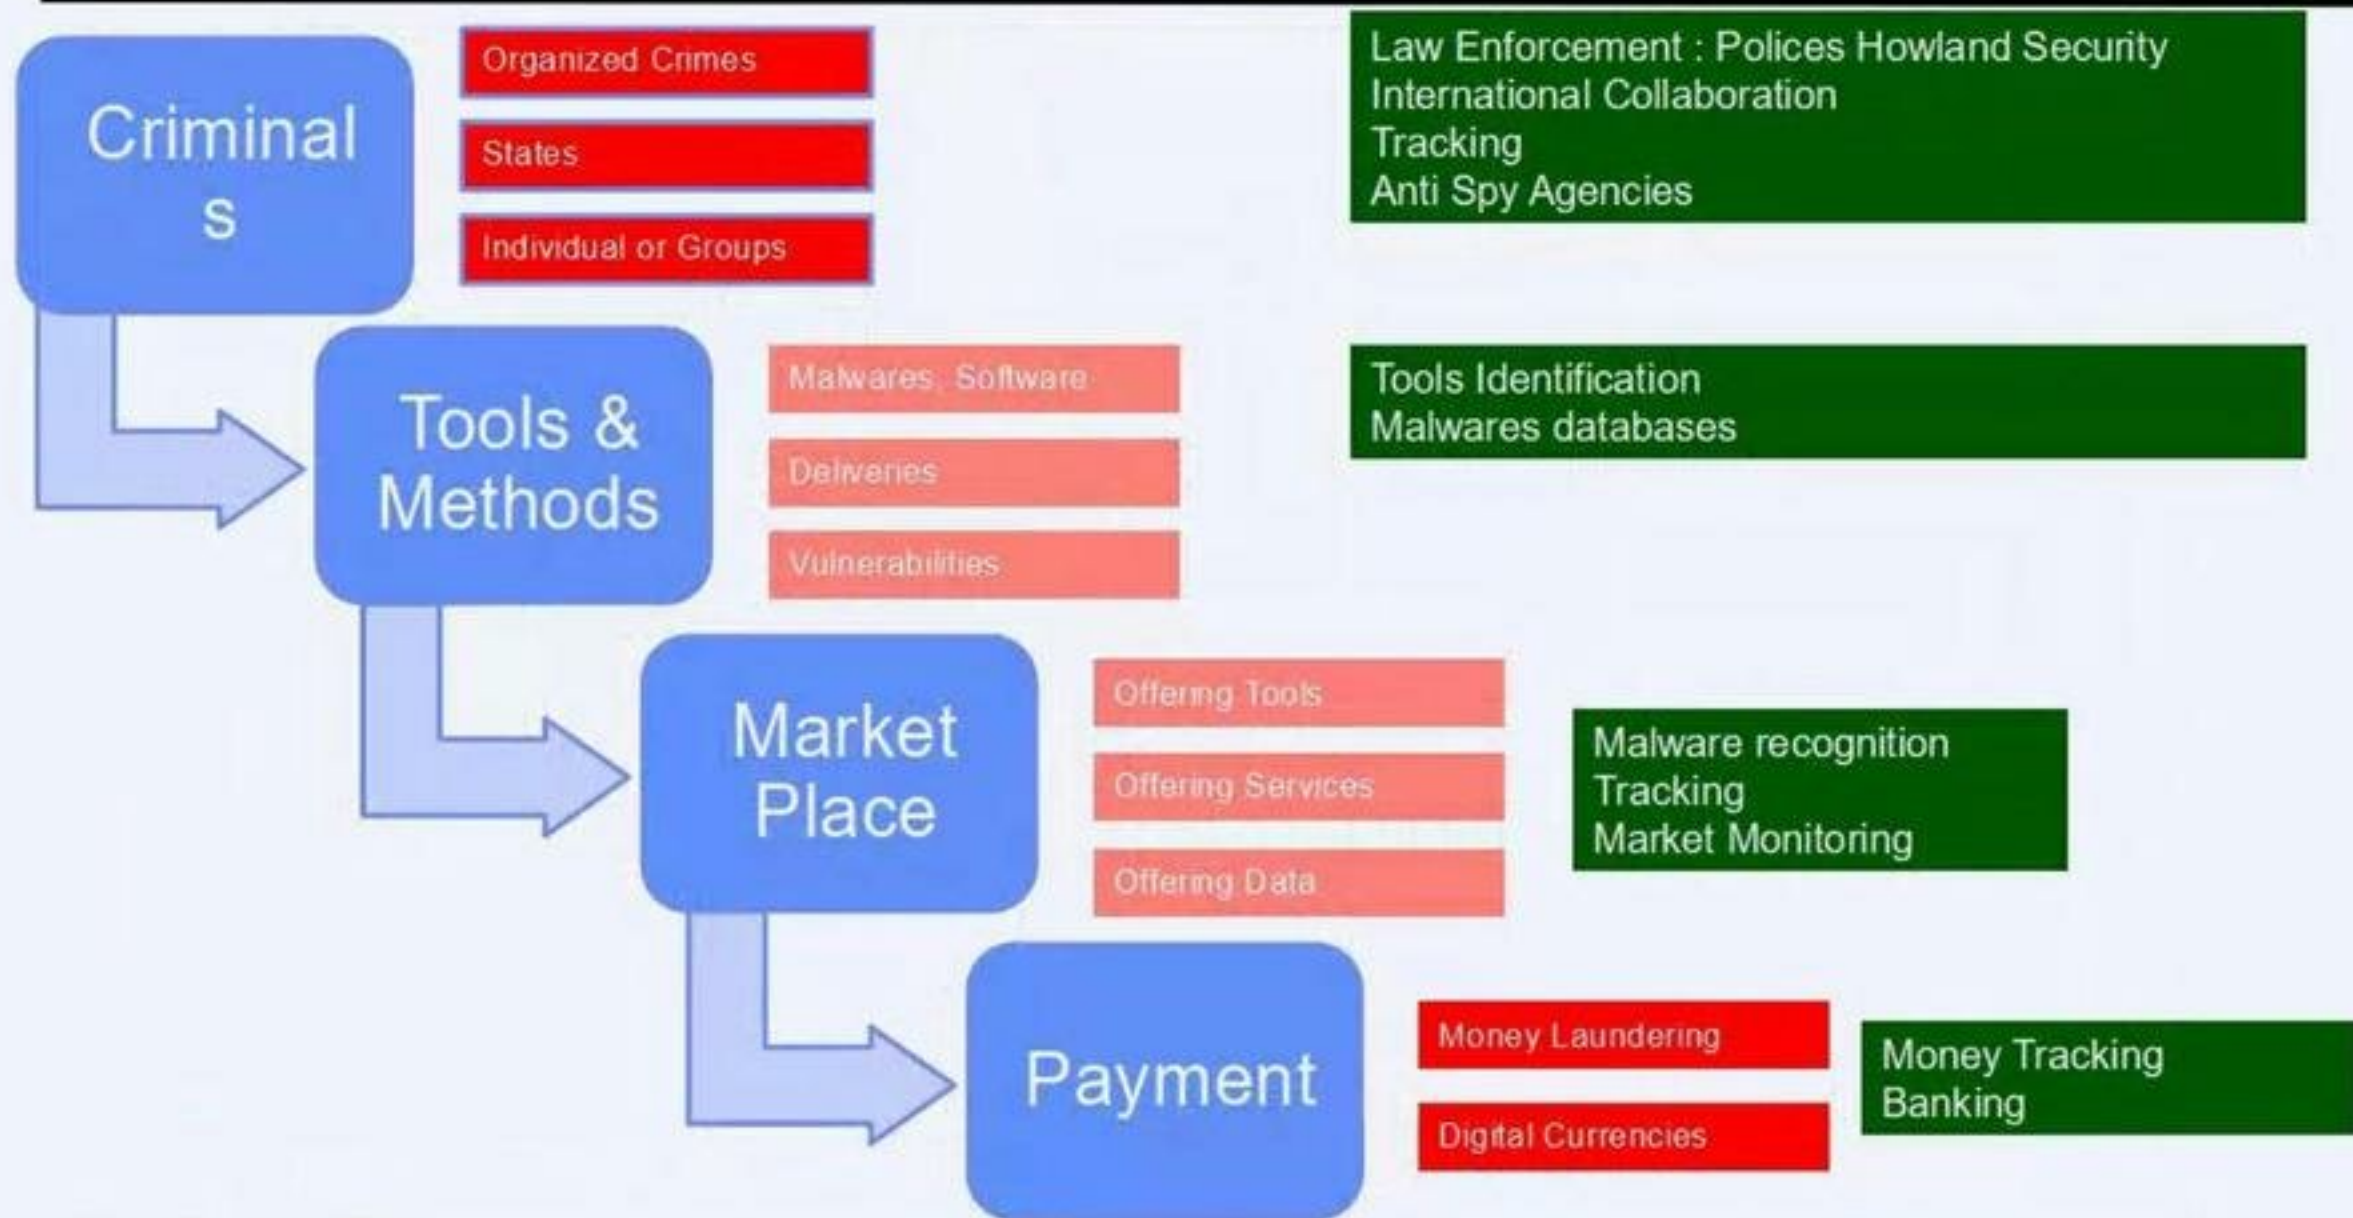 Criminal
s
Organized Crimes
States
Individual or Groups
Law Enforcement : Polices Howland Security
International Collaboration
Tracking
Anti Spy Agencies
Tools &
Methods
Malwares, Software
Deliveries
Vulnerabilities
Tools Identification
Malwares databases
Market
Place
Offering Tools
Offering Services
Offering Data
Malware recognition
Tracking
Market Monitoring
Payment
Money Laundering
Digital Currencies
Money Tracking
Banking